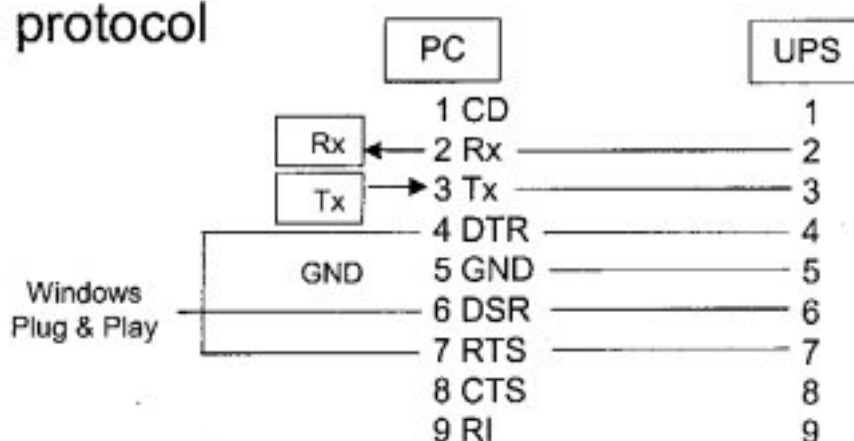 protocol
PC UPS
1 CD 1
Rx 2 Rx 2
Tx 3 Tx 3
4 DTR 4
GND 5 GND 5
Windows
Plug & Play
6 DSR 6
7 RTS 7
8 CTS 8
9 RI 9